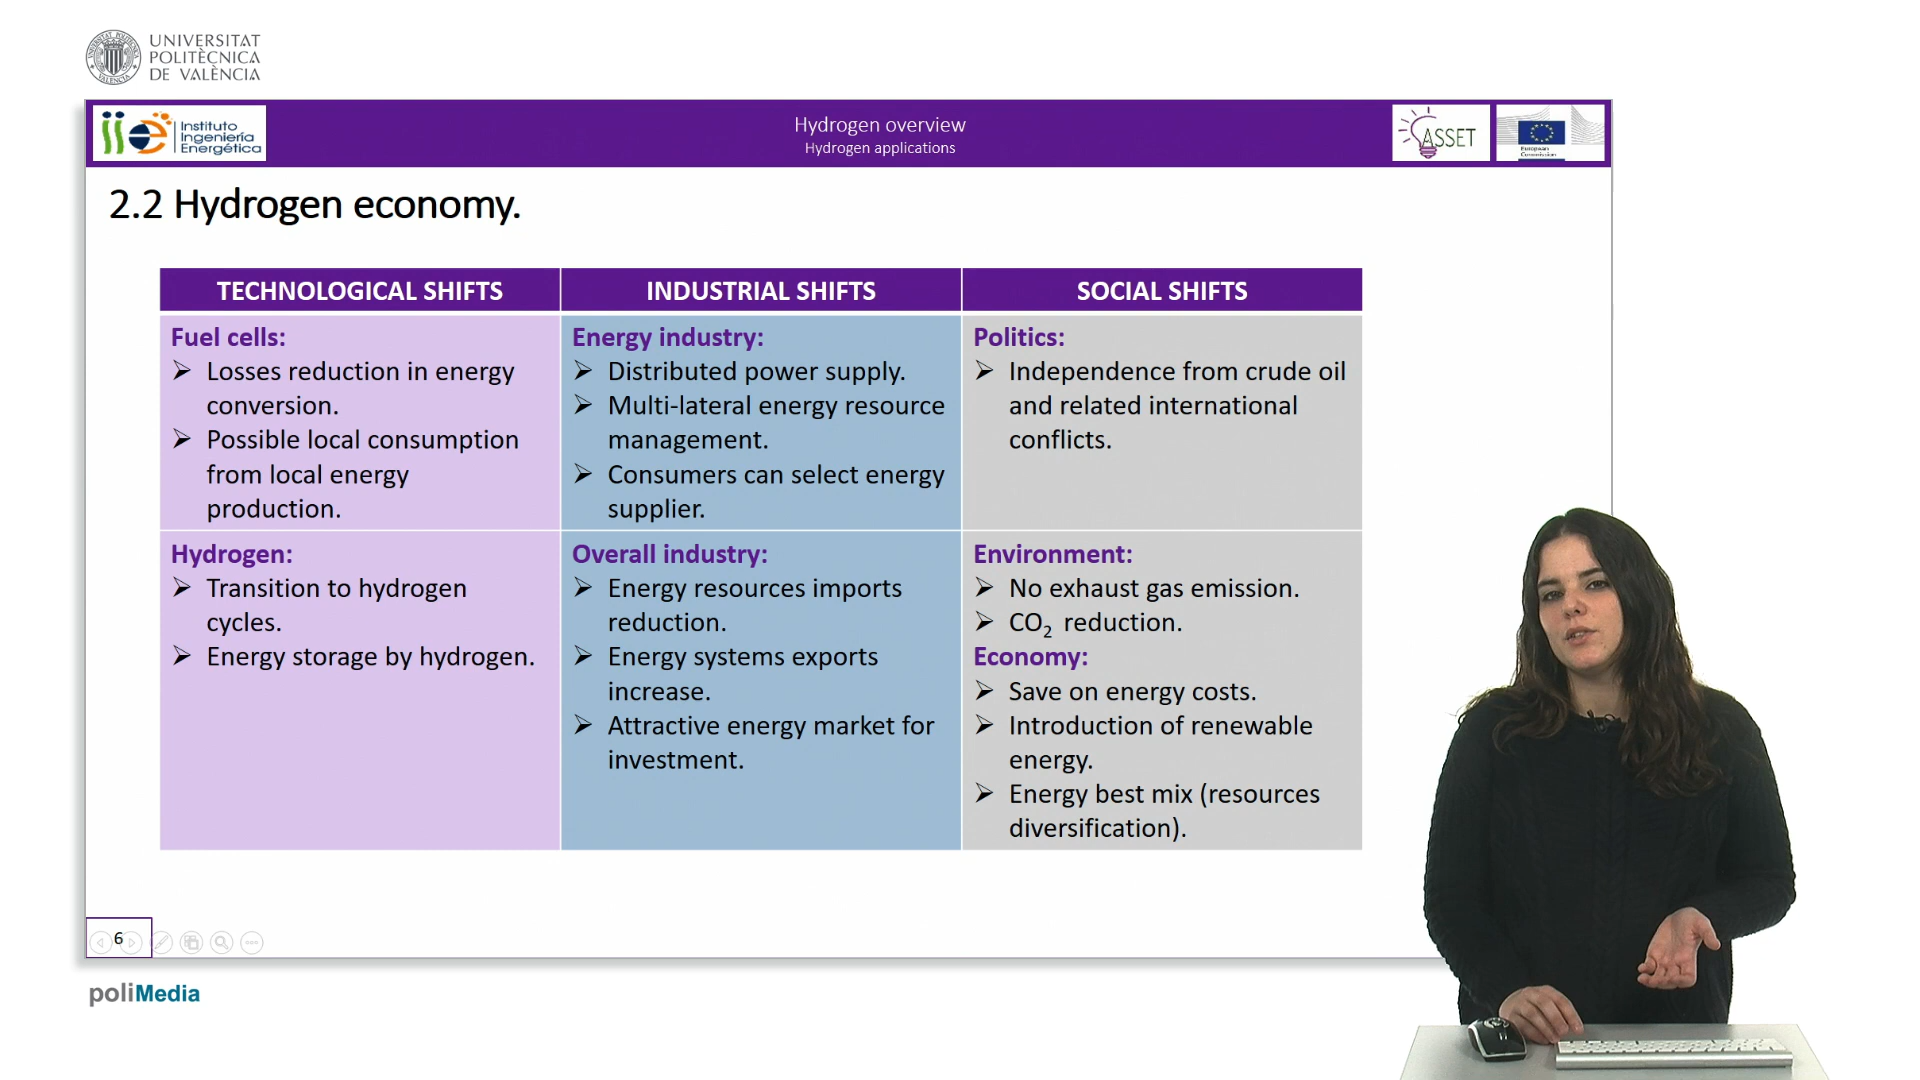 UNIVERSITAT
POLITÈCNICA
DE VALÈNCIA
Instituto
Ingeniería
Energética
Hydrogen overview
Hydrogen applications
ASSET
European
Commission
2.2 Hydrogen economy.
TECHNOLOGICAL SHIFTS
INDUSTRIAL SHIFTS
SOCIAL SHIFTS
Fuel cells:
➢ Losses reduction in energy
conversion.
➢ Possible local consumption
from local energy
production.
Energy industry:
➢ Distributed power supply.
➢ Multi-lateral energy resource
management.
➢ Consumers can select energy
supplier.
Politics:
➢ Independence from crude oil
and related international
conflicts.
Hydrogen:
➢ Transition to hydrogen
cycles.
➢ Energy storage by hydrogen.
Overall industry:
➢ Energy resources imports
reduction.
➢ Energy systems exports
increase.
➢ Attractive energy market for
investment.
Environment:
➢ No exhaust gas emission.
➢ CO₂ reduction.
Economy:
➢ Save on energy costs.
➢ Introduction of renewable
energy.
➢ Energy best mix (resources
diversification).
6
poliMedia